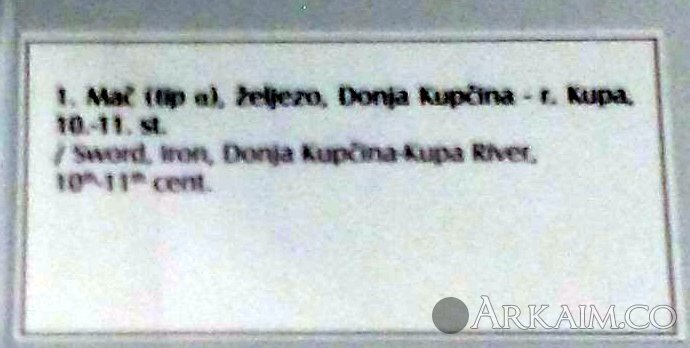 1. Mač (tip α), željezo, Donja Kupčina - r. Kupa,
10.-11. st.
/ Sword, Iron, Donja Kupčina-Kupa River,
10th-11th cent.
ARKAIM.CO